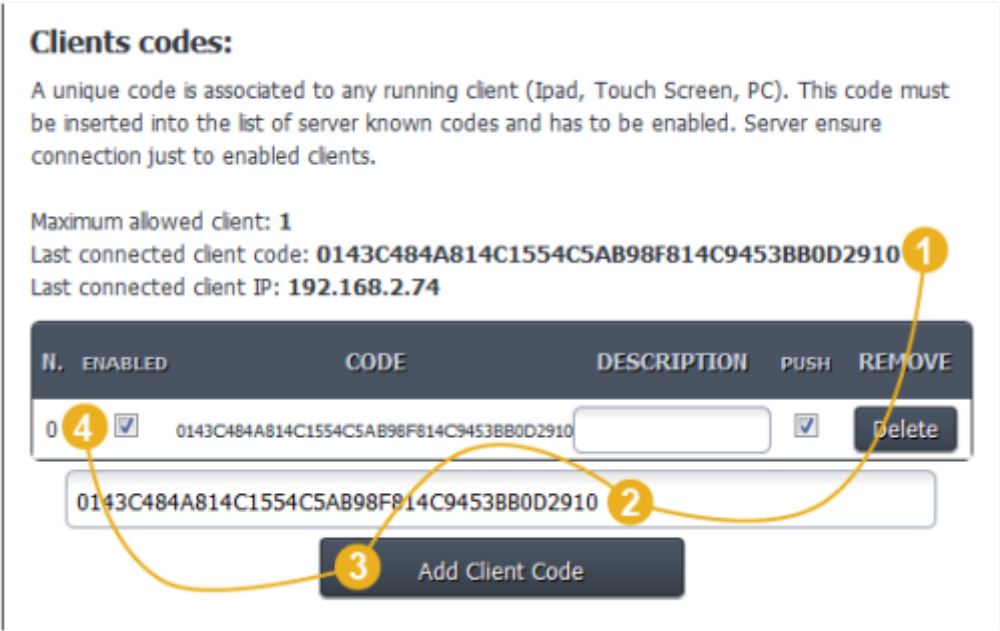 Clients codes:
A unique code is associated to any running client (Ipad, Touch Screen, PC). This code must
be inserted into the list of server known codes and has to be enabled. Server ensure
connection just to enabled clients.
Maximum allowed client: 1
Last connected client code: 0143C484A814C1554C5AB98F814C9453BB0D2910 1
Last connected client IP: 192.168.2.74
N. ENABLED CODE DESCRIPTION PUSH REMOVE
0 4 0143C484A814C1554C5AB98F814C9453BB0D2910 Delete
0143C484A814C1554C5AB98F814C9453BB0D2910 2
3 Add Client Code